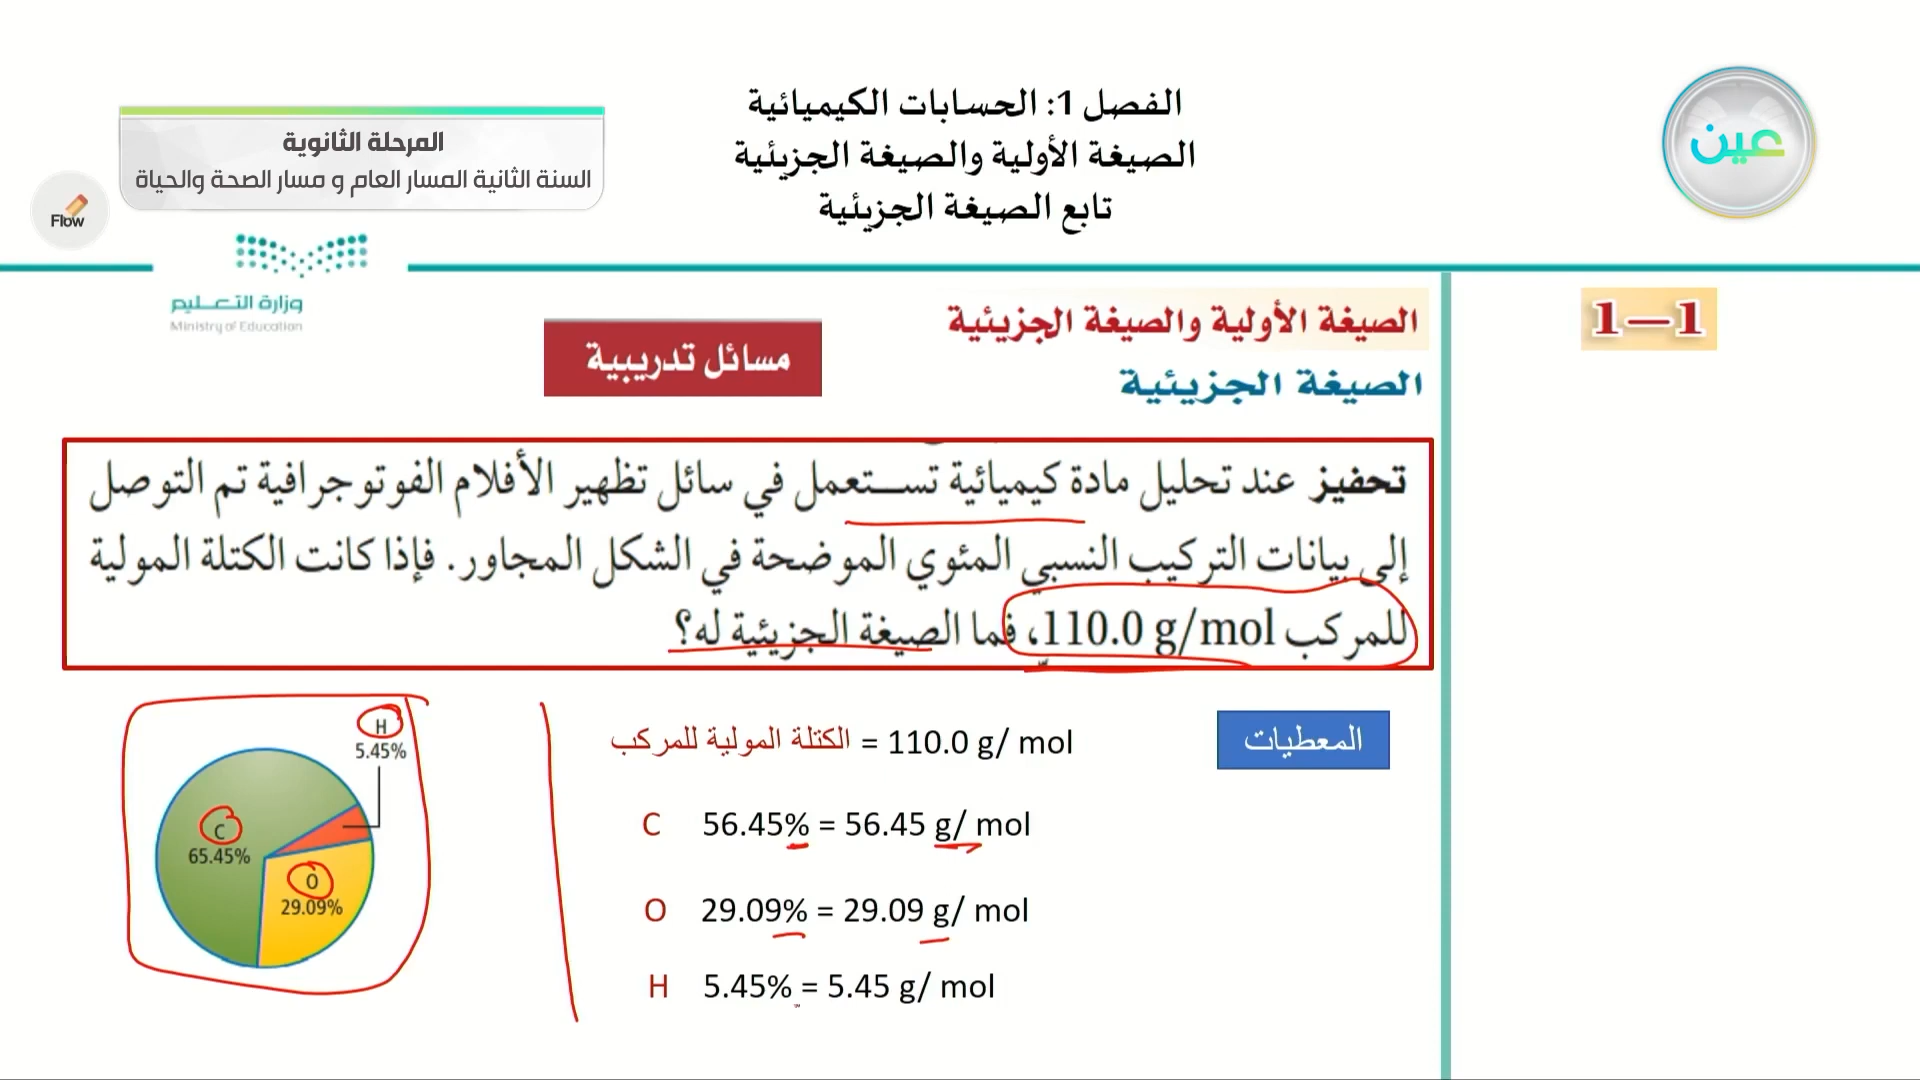 الفصل 1: الحسابات الكيميائية
الصيغة الأولية والصيغة الجزيئية
تابع الصيغة الجزيئية
عين
المرحلة الثانوية
السنة الثانية المسار العام و مسار الصحة والحياة
Flow
وزارة التعليم
Ministry of Education
1-1
الصيغة الأولية والصيغة الجزيئية
الصيغة الجزيئية
مسائل تدريبية
تحفيز عند تحليل مادة كيميائية تستعمل في سائل تظهير الأفلام الفوتوجرافية تم التوصل
إلى بيانات التركيب النسبي المئوي الموضحة في الشكل المجاور. فإذا كانت الكتلة المولية
للمركب 110.0 g/mol، فما الصيغة الجزيئية له؟
المعطيات
الكتلة المولية للمركب = 110.0 g/ mol
C 56.45% = 56.45 g/ mol
O 29.09% = 29.09 g/ mol
H 5.45% = 5.45 g/ mol
H
5.45%
C
65.45%
O
29.09%